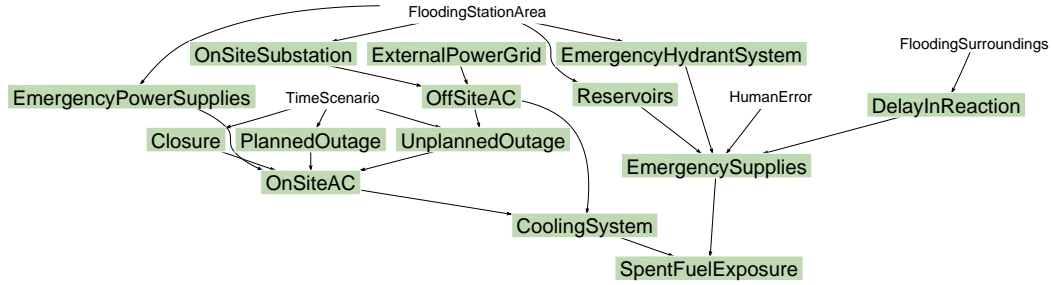 FloodingStationArea
OnSiteSubstation
ExternalPowerGrid
EmergencyHydrantSystem
FloodingSurroundings
EmergencyPowerSupplies
TimeScenario
OffSiteAC
Reservoirs
HumanError
DelayInReaction
Closure
PlannedOutage
UnplannedOutage
EmergencySupplies
OnSiteAC
CoolingSystem
SpentFuelExposure